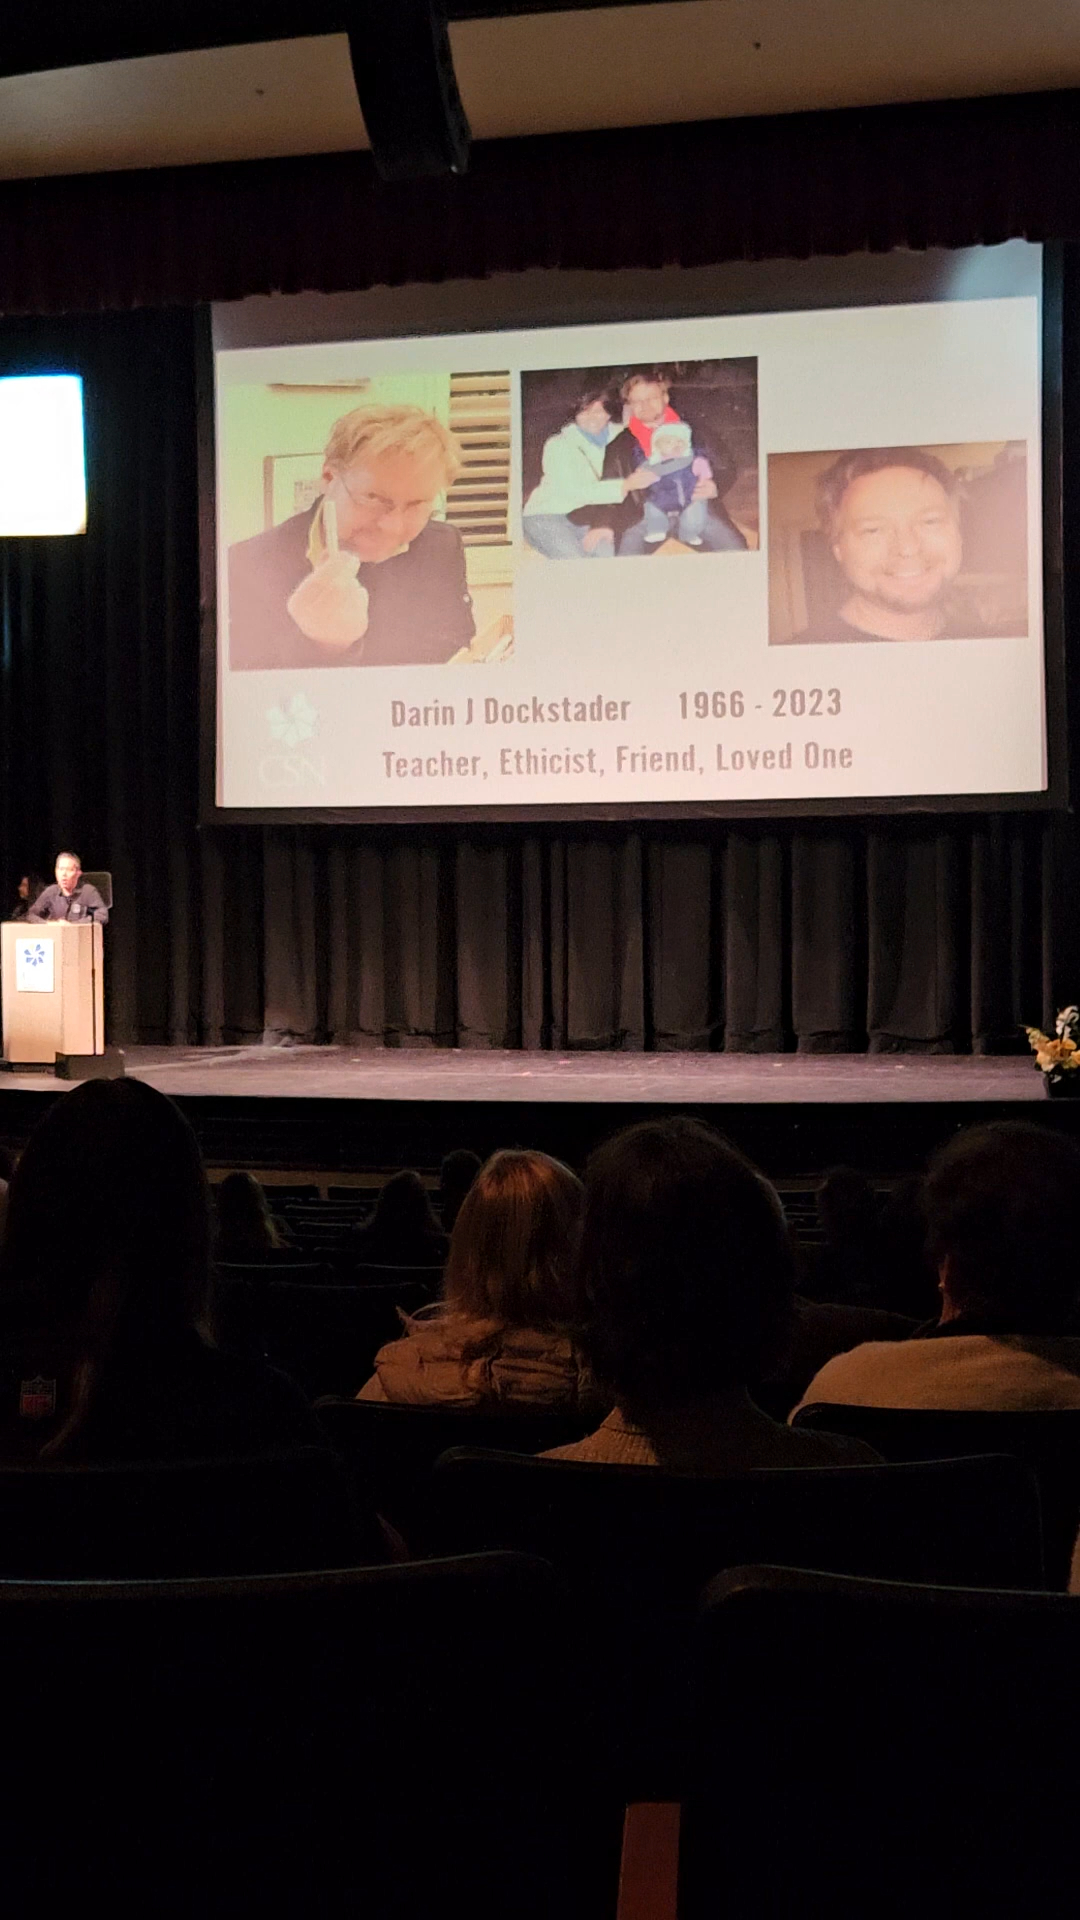 Darin J Dockstader 1966 - 2023
Teacher, Ethicist, Friend, Loved One
CSN